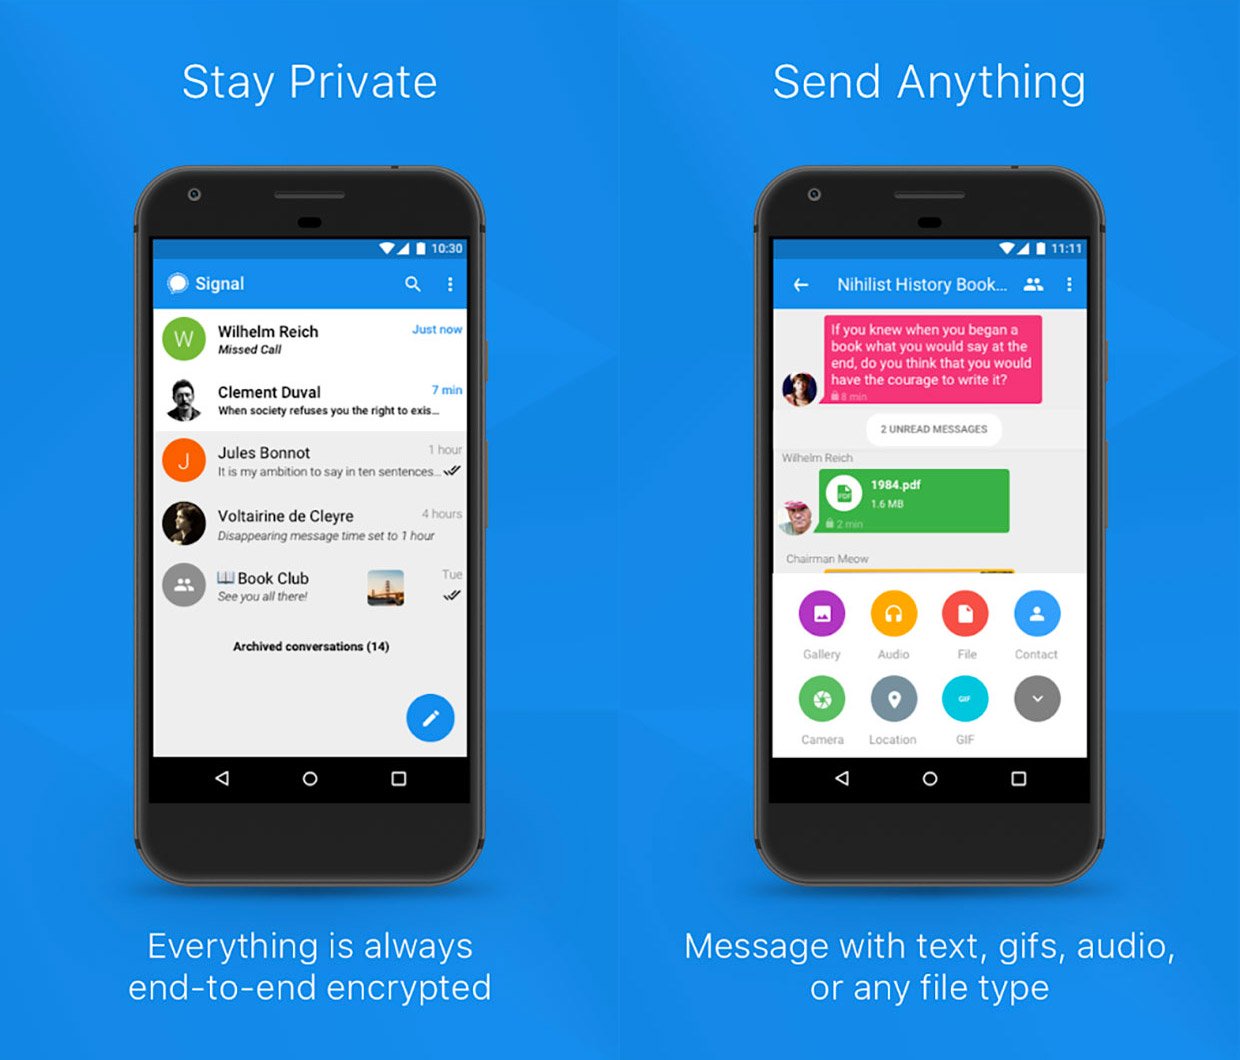 Stay Private
10:30
Signal
W
Wilhelm Reich
Just now
Missed Call
Clement Duval
7 min
When society refuses you the right to exis...
J
Jules Bonnot
1 hour
It is my ambition to say in ten sentences...
Voltairine de Cleyre
4 hours
Disappearing message time set to 1 hour
Book Club
Tue
See you all there!
Archived conversations (14)
Everything is always
end-to-end encrypted
Send Anything
11:11
Nihilist History Book...
If you knew when you began a
book what you would say at the
end, do you think that you would
have the courage to write it?
8 min
2 UNREAD MESSAGES
Wilhelm Reich
PDF
1984.pdf
1.6 MB
2 min
Chairman Meow
Gallery
Audio
File
Contact
GIF
Camera
Location
GIF
Message with text, gifs, audio,
or any file type